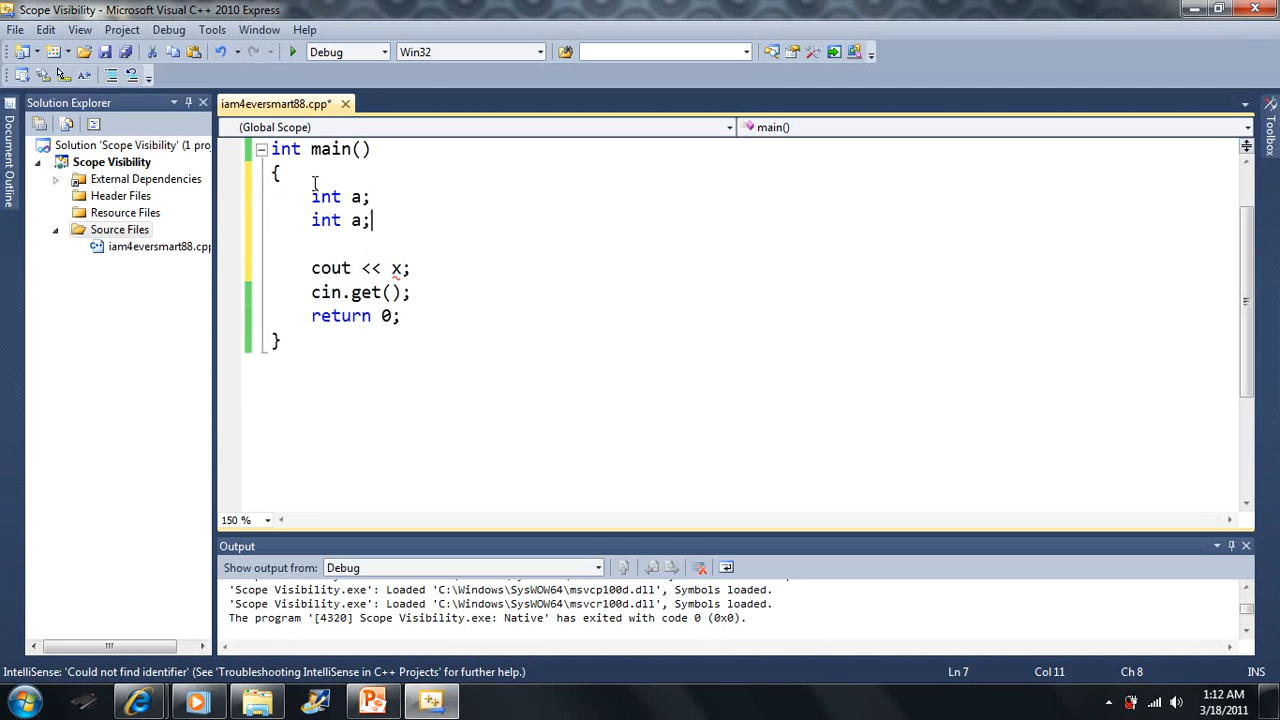 Scope Visibility - Microsoft Visual C++ 2010 Express
File Edit View Project Debug Tools Window Help
Debug Win32
Solution Explorer
iam4eversmart88.cpp*
(Global Scope) main()
Document Outline
Toolbox
Solution 'Scope Visibility' (1 pro
Scope Visibility
External Dependencies
Header Files
Resource Files
Source Files
iam4eversmart88.cpp
int main()
{
int a;
int a;
cout << x;
cin.get();
return 0;
}
150 %
Output
Show output from: Debug
'Scope Visibility.exe': Loaded 'C:\Windows\SysWOW64\msvcp100d.dll', Symbols loaded.
'Scope Visibility.exe': Loaded 'C:\Windows\SysWOW64\msvcr100d.dll', Symbols loaded.
The program '[4320] Scope Visibility.exe: Native' has exited with code 0 (0x0).
IntelliSense: 'Could not find identifier' (See 'Troubleshooting IntelliSense in C++ Projects' for further help.) Ln 7 Col 11 Ch 8 INS
1:12 AM
3/18/2011